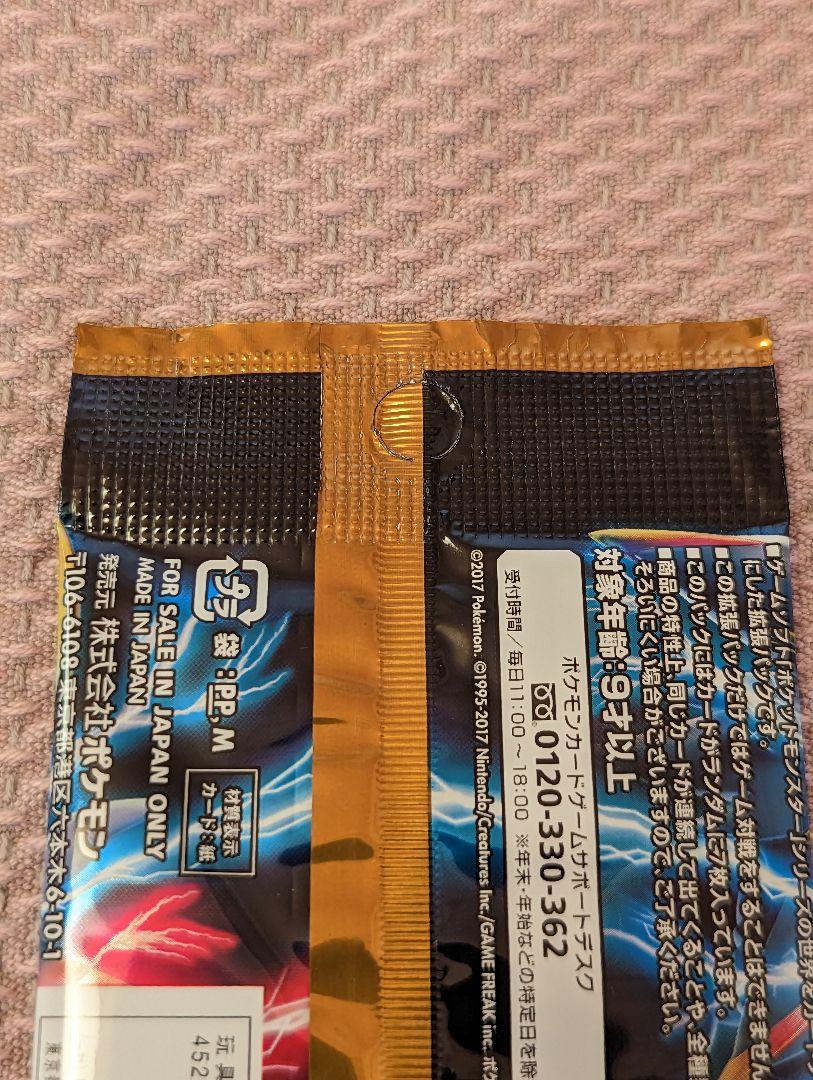 ■ゲームソフト『ポケットモンスター』シリーズの世界を
にした拡張パックです。
■この拡張パックだけではゲーム対戦をすることはできません
■このパックにはカードがランダムに7枚入っています。
■商品の特性上、同じカードが連続して出てくることや、全種
そろいにくい場合がございますので、ご了承ください。
対象年齢:9才以上
ポケモンカードゲームサポートデスク
0120-330-362
受付時間/毎日11:00～18:00 ※年末・年始などの特定日を除
©2017 Pokémon. ©1995-2017 Nintendo/Creatures Inc./GAME FREAK inc. ポケ
プラ
袋:PP,M
材質表示
カード:紙
FOR SALE IN JAPAN ONLY
MADE IN JAPAN
発売元 株式会社ポケモン
〒106-6108 東京都港区六本木6-10-1
玩具
452